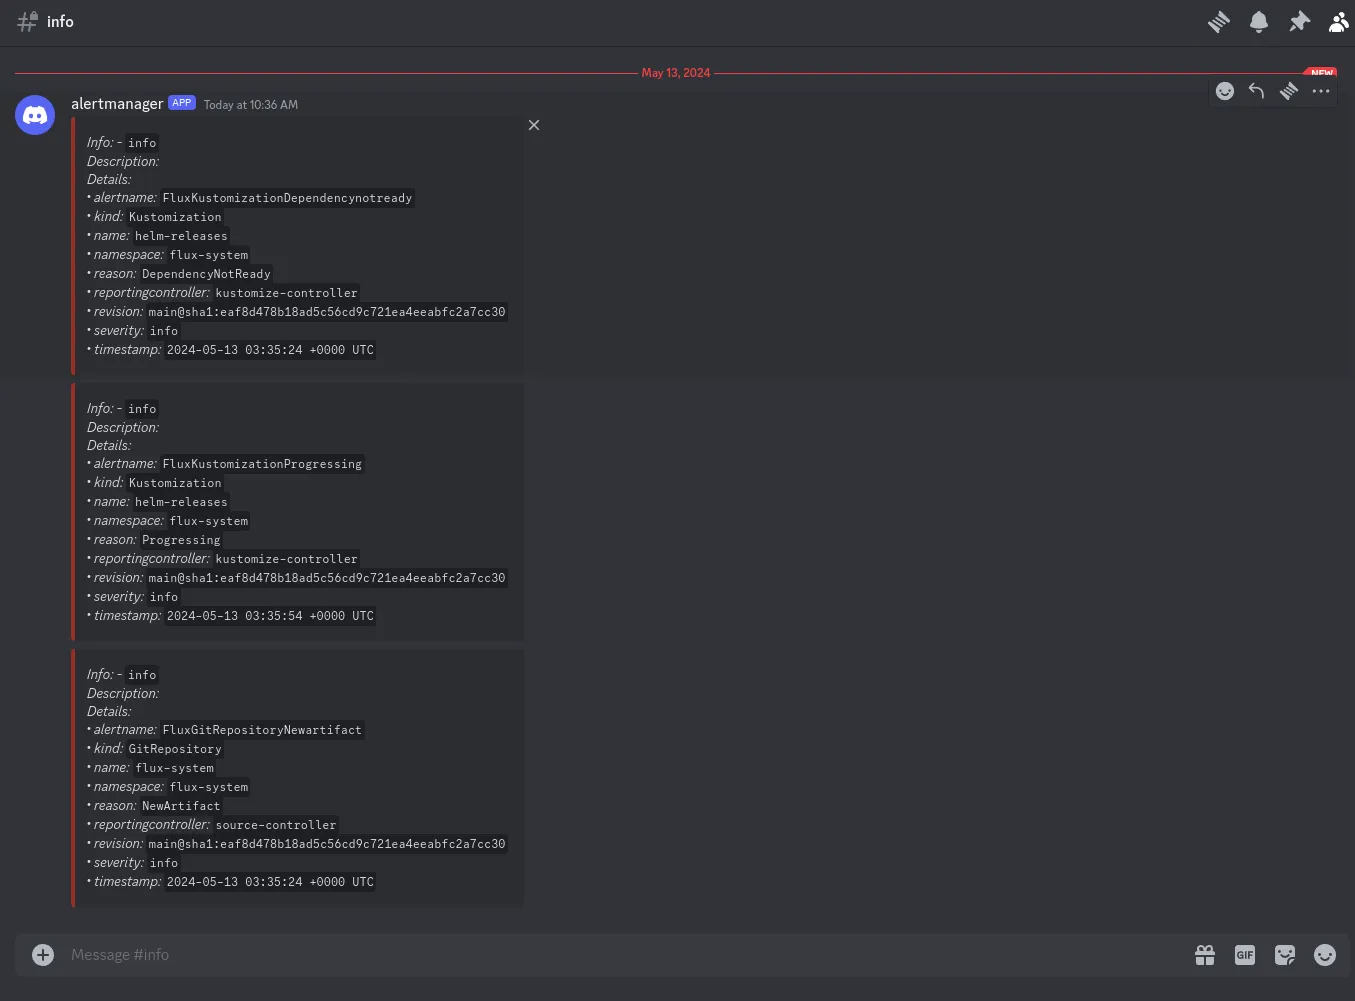 info
May 13, 2024
NEW
alertmanager APP Today at 10:36 AM
Info: - info
Description:
Details:
• alertname: FluxKustomizationDependencynotready
• kind: Kustomization
• name: helm-releases
• namespace: flux-system
• reason: DependencyNotReady
• reportingcontroller: kustomize-controller
• revision: main@sha1:eaf8d478b18ad5c56cd9c721ea4eeabfc2a7cc30
• severity: info
• timestamp: 2024-05-13 03:35:24 +0000 UTC
Info: - info
Description:
Details:
• alertname: FluxKustomizationProgressing
• kind: Kustomization
• name: helm-releases
• namespace: flux-system
• reason: Progressing
• reportingcontroller: kustomize-controller
• revision: main@sha1:eaf8d478b18ad5c56cd9c721ea4eeabfc2a7cc30
• severity: info
• timestamp: 2024-05-13 03:35:54 +0000 UTC
Info: - info
Description:
Details:
• alertname: FluxGitRepositoryNewartifact
• kind: GitRepository
• name: flux-system
• namespace: flux-system
• reason: NewArtifact
• reportingcontroller: source-controller
• revision: main@sha1:eaf8d478b18ad5c56cd9c721ea4eeabfc2a7cc30
• severity: info
• timestamp: 2024-05-13 03:35:24 +0000 UTC
Message #info
GIF